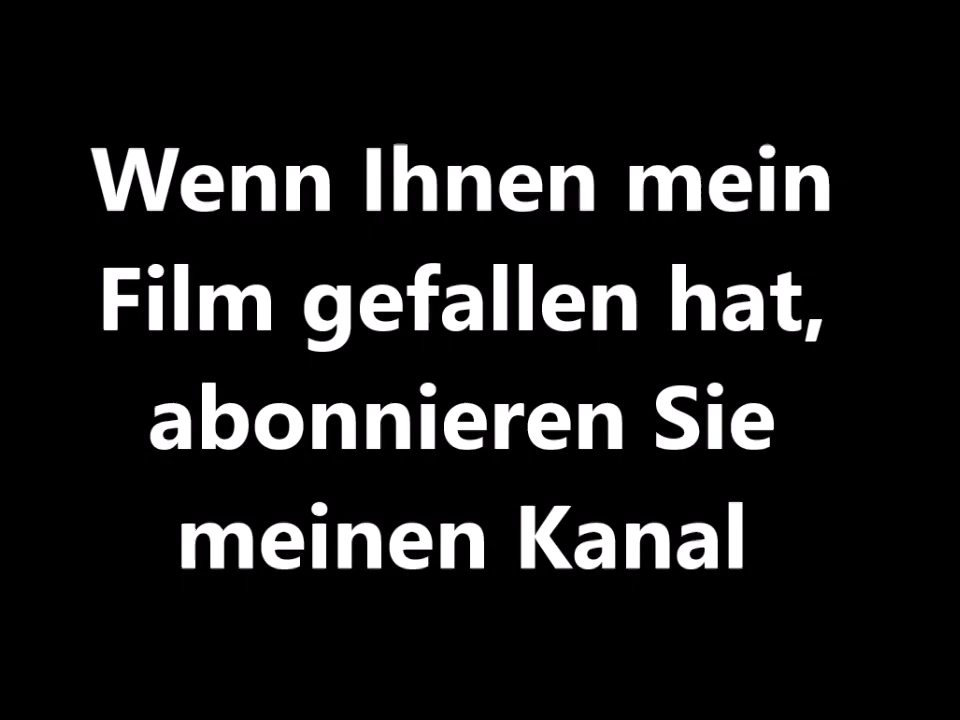 Wenn Ihnen mein
Film gefallen hat,
abonnieren Sie
meinen Kanal